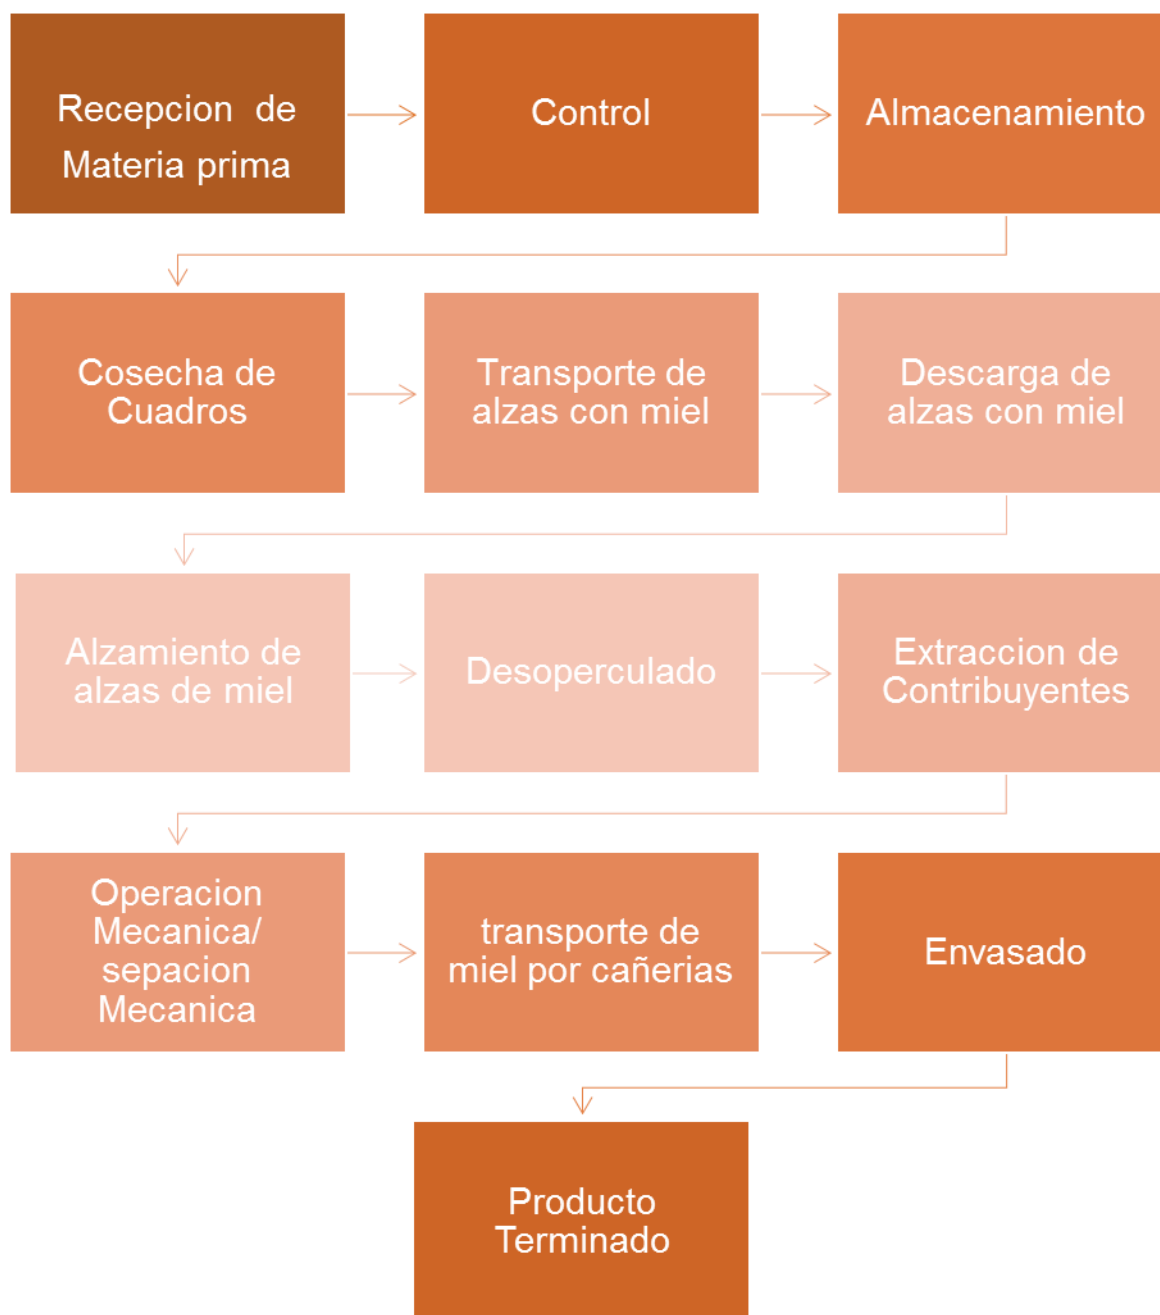 Recepcion de
Materia prima
Control
Almacenamiento
Cosecha de
Cuadros
Transporte de
alzas con miel
Descarga de
alzas con miel
Alzamiento de
alzas de miel
Desoperculado
Extraccion de
Contribuyentes
Operacion
Mecanica/
sepacion
Mecanica
transporte de
miel por cañerias
Envasado
Producto
Terminado